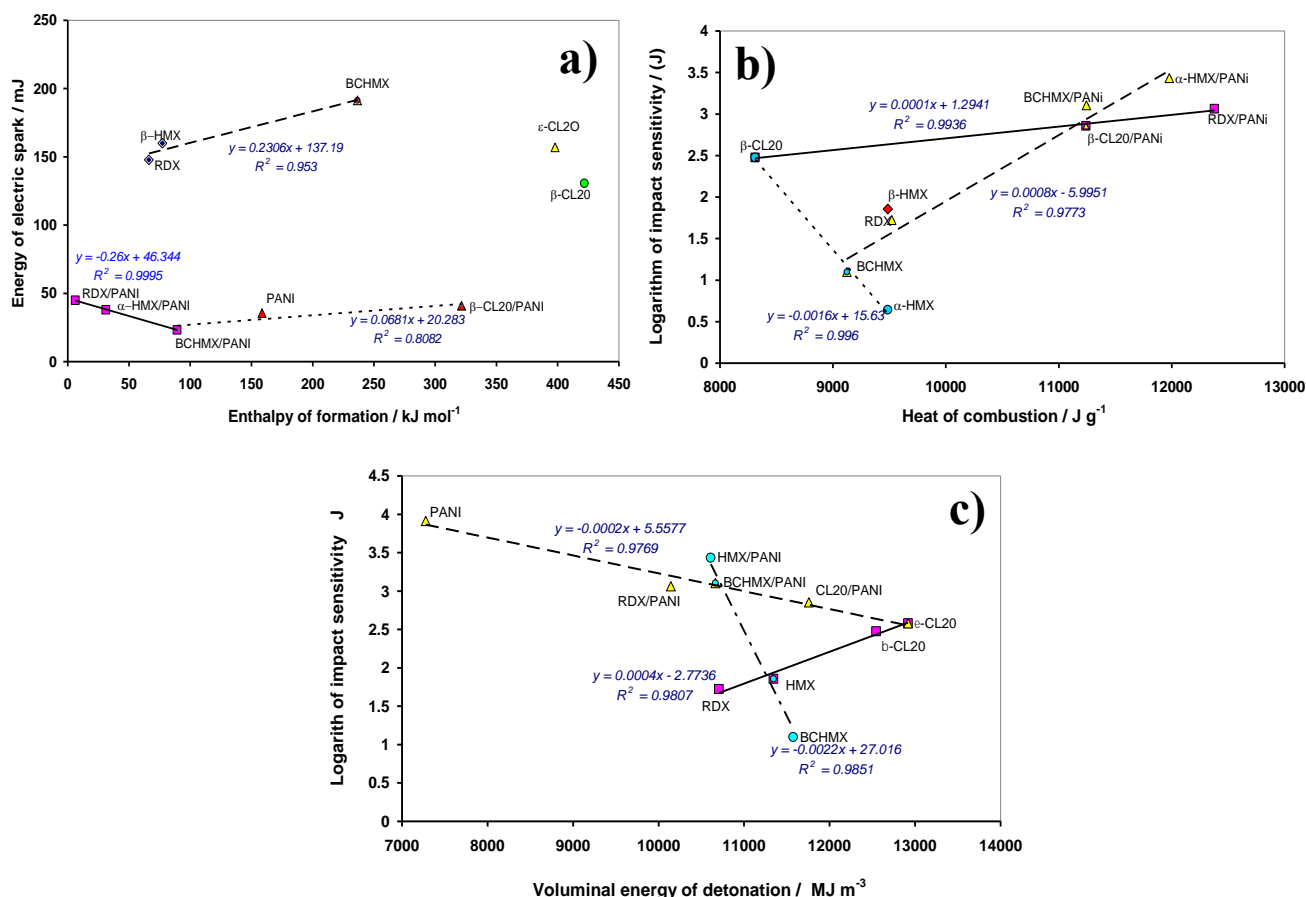 a)
Energy of electric spark / mJ
250
200
150
100
50
0
BCHMX
β–HMX
RDX
y = 0.2306x + 137.19
R² = 0.953
ε-CL2O
β-CL20
y = -0.26x + 46.344
R² = 0.9995
RDX/PANI
α–HMX/PANI
BCHMX/PANI
PANI
β–CL20/PANI
y = 0.0681x + 20.283
R² = 0.8082
0 50 100 150 200 250 300 350 400 450
Enthalpy of formation / kJ mol⁻¹
b)
Logarithm of impact sensitivity / (J)
4
3.5
3
2.5
2
1.5
1
0.5
0
α-HMX/PANi
BCHMX/PANi
y = 0.0001x + 1.2941
R² = 0.9936
RDX/PANi
β-CL20/PANi
β-CL20
β-HMX
RDX
y = 0.0008x - 5.9951
R² = 0.9773
BCHMX
α-HMX
y = -0.0016x + 15.63
R² = 0.996
8000 9000 10000 11000 12000 13000
Heat of combustion / J g⁻¹
c)
Logarith of impact sensitivity J
4.5
4
3.5
3
2.5
2
1.5
1
0.5
0
PANI
y = -0.0002x + 5.5577
R² = 0.9769
HMX/PANI
BCHMX/PANI
RDX/PANI
CL20/PANI
e-CL20
b-CL20
y = 0.0004x - 2.7736
R² = 0.9807
RDX
HMX
BCHMX
y = -0.0022x + 27.016
R² = 0.9851
7000 8000 9000 10000 11000 12000 13000 14000
Voluminal energy of detonation / MJ m⁻³